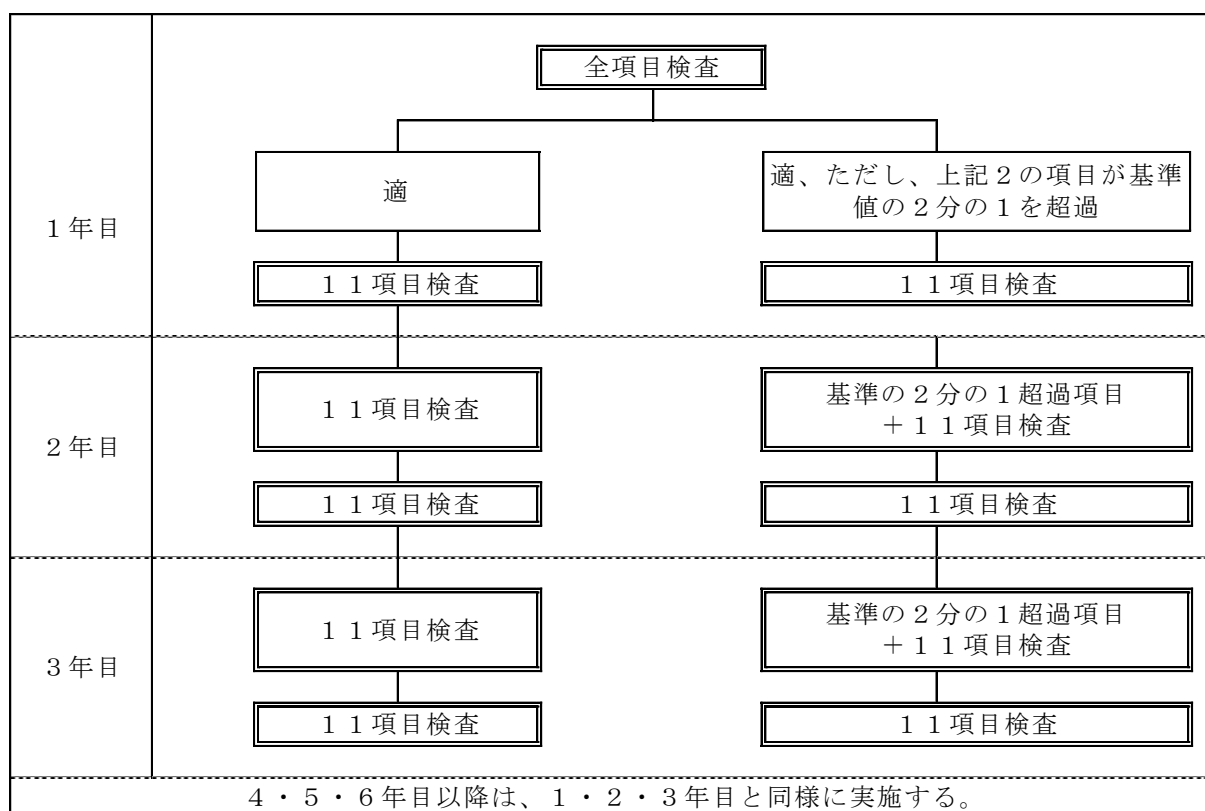 全項目検査
適
適、ただし、上記２の項目が基準
値の２分の１を超過
１年目
１１項目検査
１１項目検査
１１項目検査
基準の２分の１超過項目
＋１１項目検査
２年目
１１項目検査
１１項目検査
１１項目検査
基準の２分の１超過項目
＋１１項目検査
３年目
１１項目検査
１１項目検査
４・５・６年目以降は、１・２・３年目と同様に実施する。